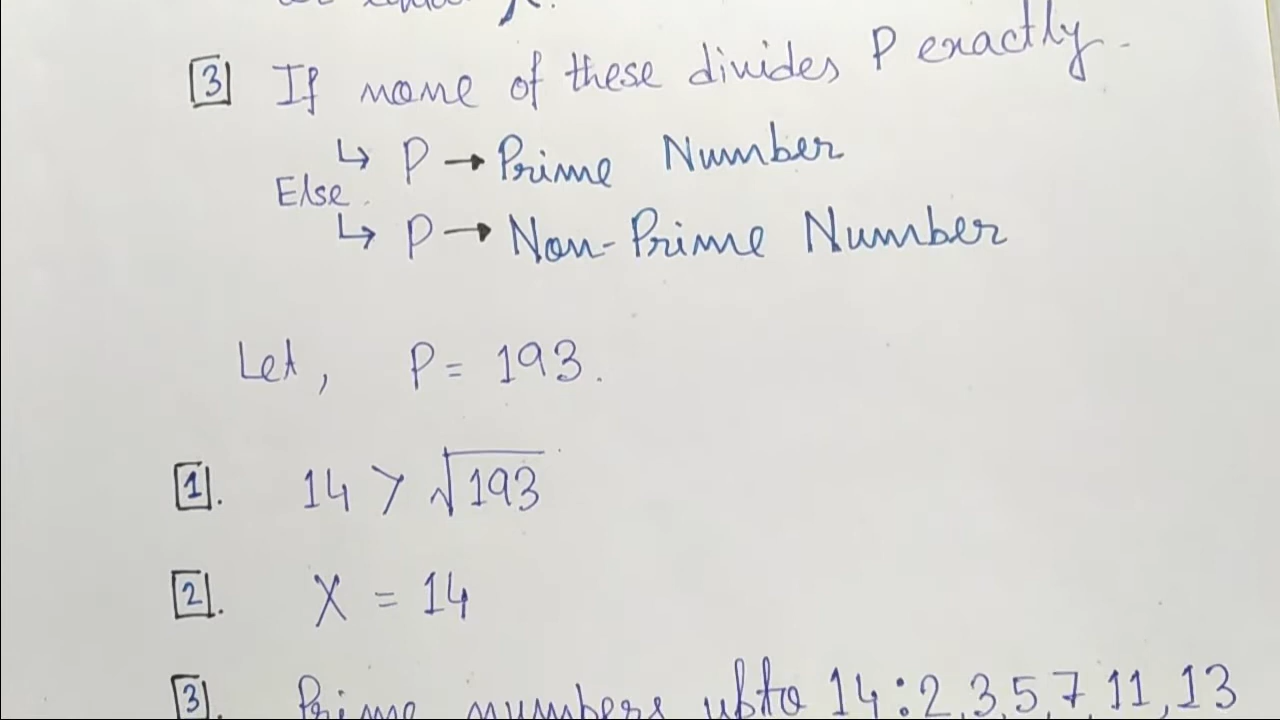 X.
[3] If none of these divides P exactly.
↳ P → Prime Number
Else.
↳ P → Non-Prime Number
Let, P = 193.
[1]. 14 > √193
[2]. X = 14
[3]. Prime numbers upto 14:2,3,5,7,11,13